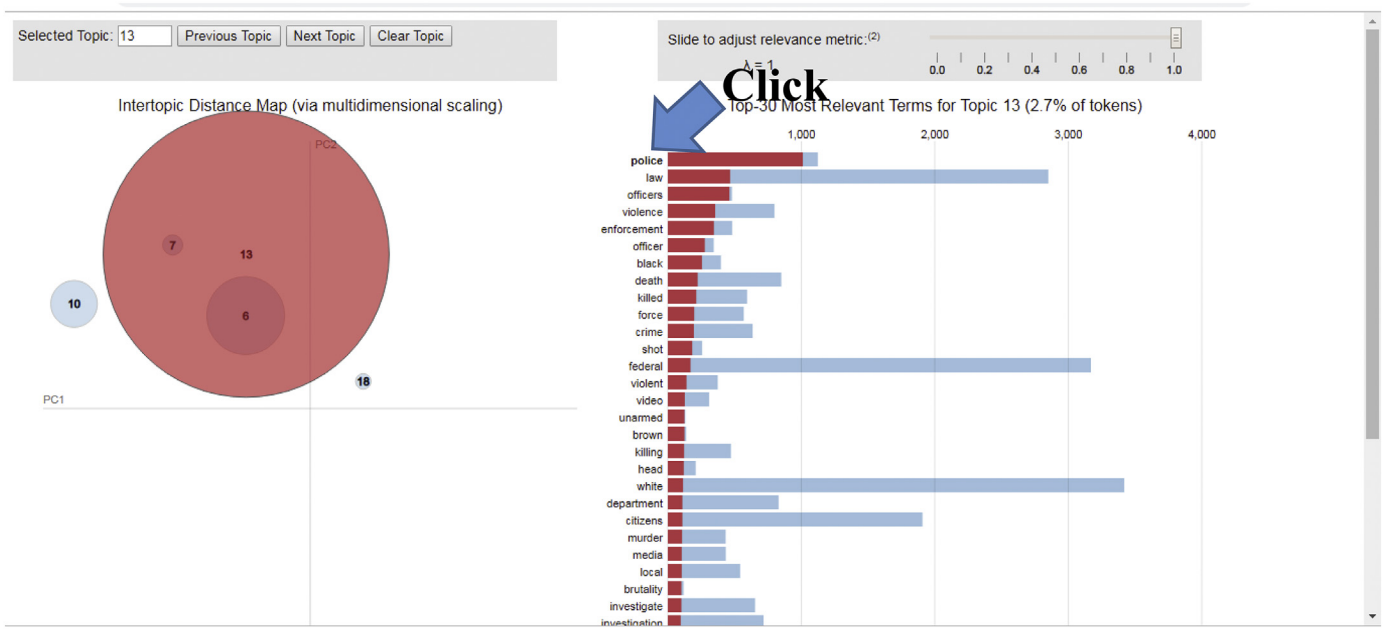 Selected Topic: 13 Previous Topic Next Topic Clear Topic
Slide to adjust relevance metric:(2)
λ = 1
0.0 0.2 0.4 0.6 0.8 1.0
Click
Intertopic Distance Map (via multidimensional scaling)
PC2
7
13
10
6
18
PC1
Top-30 Most Relevant Terms for Topic 13 (2.7% of tokens)
1,000 2,000 3,000 4,000
police
law
officers
violence
enforcement
officer
black
death
killed
force
crime
shot
federal
violent
video
unarmed
brown
killing
head
white
department
citizens
murder
media
local
brutality
investigate
investigation